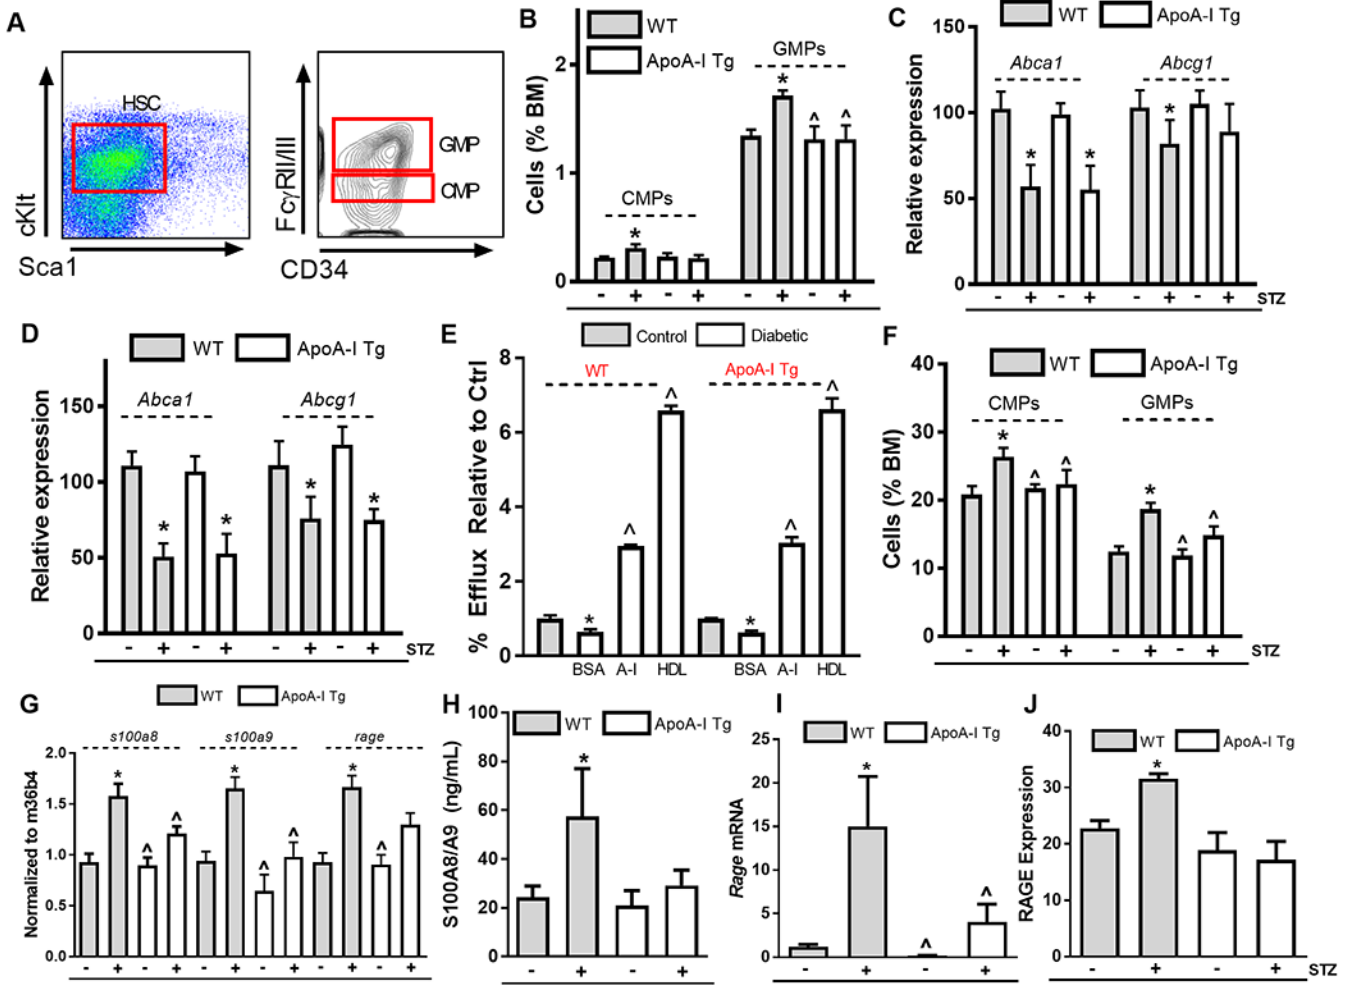 A
HSC
cKIt
Sca1
FcγRII/III
GMP
CMP
CD34
B
WT
ApoA-I Tg
GMPs
CMPs
Cells (% BM)
2
1
0
- + - + - + - +
* * ^ ^
C
WT ApoA-I Tg
Abca1 Abcg1
Relative expression
150
100
50
0
* * *
- + - + - + - + STZ
D
WT ApoA-I Tg
Abca1 Abcg1
Relative expression
150
100
50
0
* * * *
- + - + - + - + STZ
E
Control Diabetic
WT ApoA-I Tg
% Efflux Relative to Ctrl
8
6
4
2
0
* ^ ^ * ^ ^
BSA A-I HDL BSA A-I HDL
F
WT ApoA-I Tg
CMPs GMPs
Cells (% BM)
40
30
20
10
0
* ^ ^ * ^ ^
- + - + - + - + STZ
G
WT ApoA-I Tg
s100a8 s100a9 rage
Normalized to m36b4
2.0
1.5
1.0
0.5
0.0
* ^ ^ * ^ ^ * ^
- + - + - + - + - + - +
H
WT ApoA-I Tg
S100A8/A9 (ng/mL)
100
80
60
40
20
0
*
- + - +
I
WT ApoA-I Tg
Rage mRNA
25
20
15
10
5
0
* ^ ^
- + - +
J
WT ApoA-I Tg
RAGE Expression
40
30
20
10
0
*
- + - + STZ